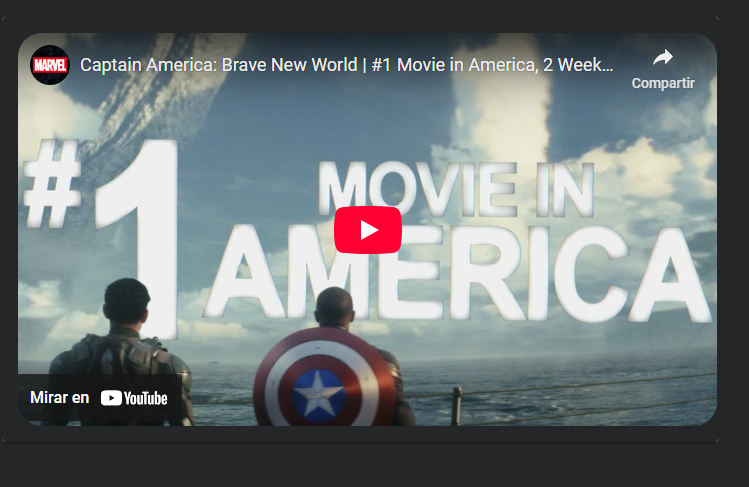 MARVEL
Captain America: Brave New World | #1 Movie in America, 2 Week...
Compartir
#1 MOVIE IN
AMERICA
Mirar en YouTube